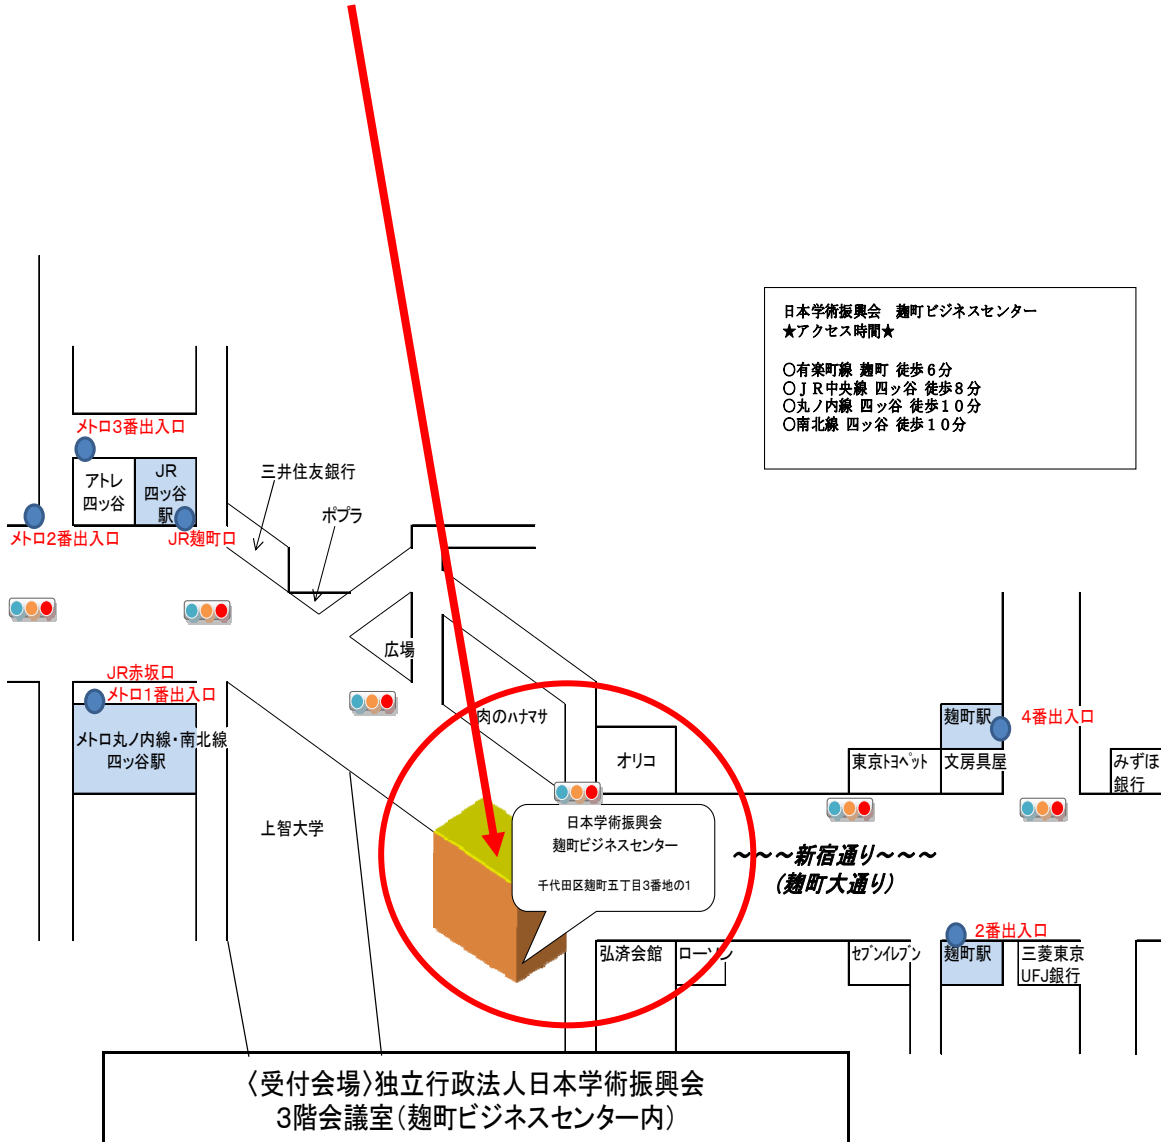 日本学術振興会　麹町ビジネスセンター
★アクセス時間★
○有楽町線 麹町 徒歩６分
○ＪＲ中央線 四ッ谷 徒歩８分
○丸ノ内線 四ッ谷 徒歩１０分
○南北線 四ッ谷 徒歩１０分
メトロ3番出入口
アトレ
四ッ谷
JR
四ッ谷
駅
三井住友銀行
ポプラ
メトロ2番出入口
JR麹町口
広場
JR赤坂口
メトロ1番出入口
メトロ丸ノ内線・南北線
四ッ谷駅
肉のハナマサ
オリコ
麹町駅
4番出入口
東京トヨペット
文房具屋
みずほ
銀行
上智大学
日本学術振興会
麹町ビジネスセンター
千代田区麹町五丁目3番地の1
～～～新宿通り～～～
(麹町大通り)
2番出入口
弘済会館
ローソン
セブンイレブン
麹町駅
三菱東京
UFJ銀行
〈受付会場〉独立行政法人日本学術振興会
3階会議室(麹町ビジネスセンター内)